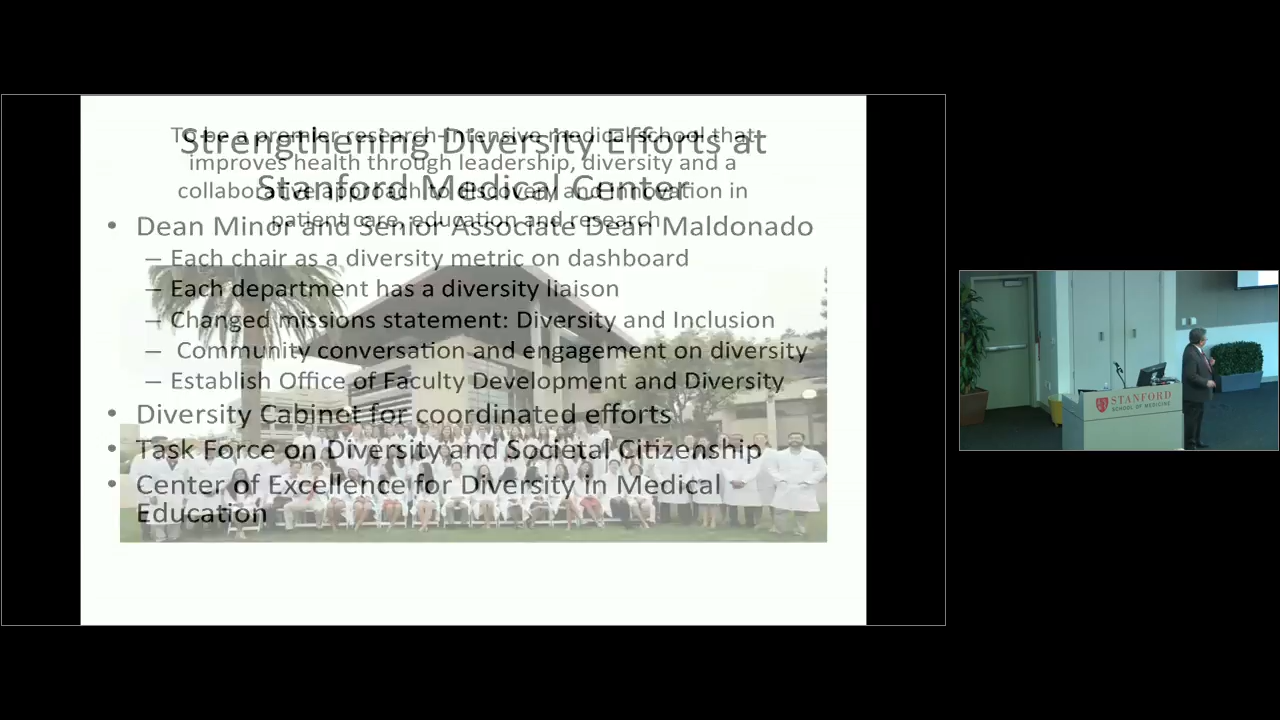 To be a premier research-intensive medical school that
improves health through leadership, diversity and a
collaborative approach to discovery and innovation in
patient care, education and research
Strengthening Diversity Efforts at
Stanford Medical Center
• Dean Minor and Senior Associate Dean Maldonado
– Each chair as a diversity metric on dashboard
– Each department has a diversity liaison
– Changed missions statement: Diversity and Inclusion
– Community conversation and engagement on diversity
– Establish Office of Faculty Development and Diversity
• Diversity Cabinet for coordinated efforts
• Task Force on Diversity and Societal Citizenship
• Center of Excellence for Diversity in Medical
Education
STANFORD
SCHOOL OF MEDICINE